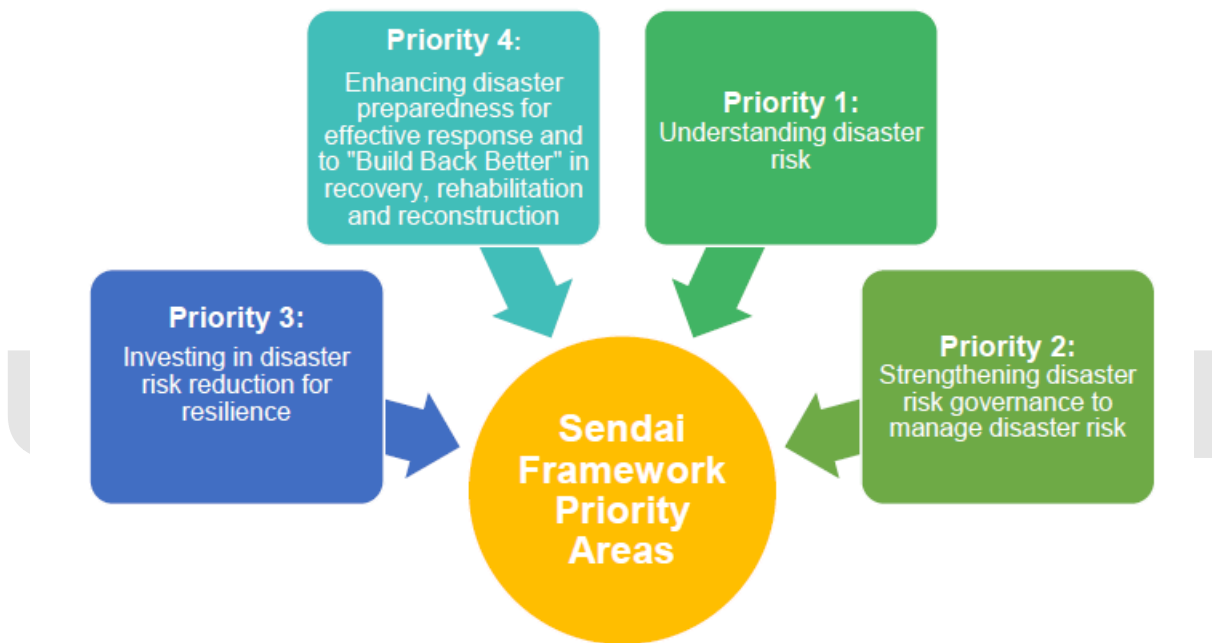 Priority 4:
Enhancing disaster
preparedness for
effective response and
to "Build Back Better" in
recovery, rehabilitation
and reconstruction
Priority 1:
Understanding disaster
risk
Priority 3:
Investing in disaster
risk reduction for
resilience
Priority 2:
Strengthening disaster
risk governance to
manage disaster risk
Sendai
Framework
Priority
Areas